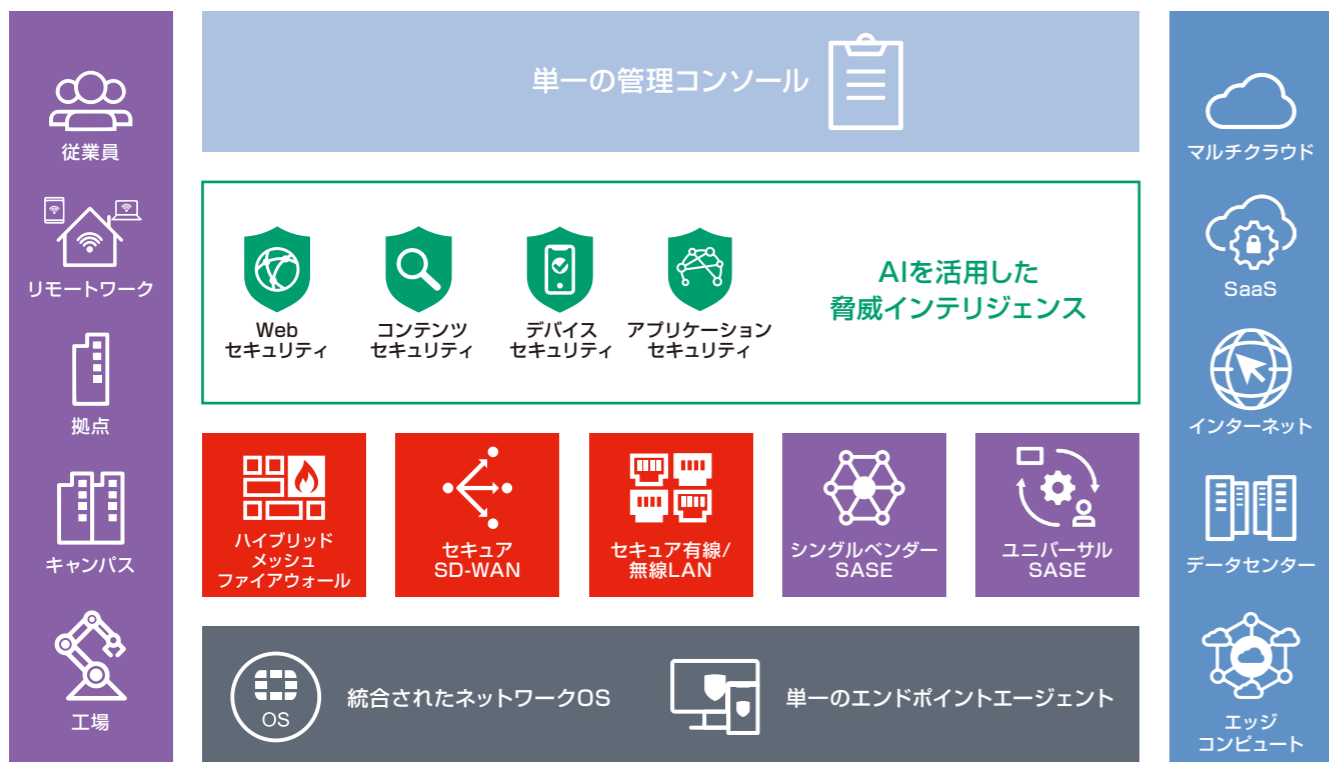 従業員
リモートワーク
拠点
キャンパス
工場
単一の管理コンソール
Web
セキュリティ
コンテンツ
セキュリティ
デバイス
セキュリティ
アプリケーション
セキュリティ
AIを活用した
脅威インテリジェンス
ハイブリッド
メッシュ
ファイアウォール
セキュア
SD-WAN
セキュア有線/
無線LAN
シングルベンダー
SASE
ユニバーサル
SASE
OS
統合されたネットワークOS
単一のエンドポイントエージェント
マルチクラウド
SaaS
インターネット
データセンター
エッジ
コンピュート